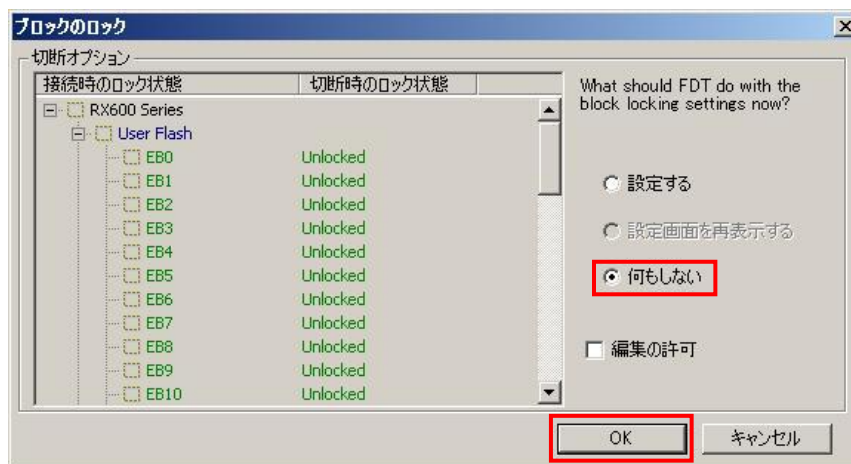 ブロックのロック
切断オプション
接続時のロック状態 切断時のロック状態
RX600 Series
User Flash
EB0 Unlocked
EB1 Unlocked
EB2 Unlocked
EB3 Unlocked
EB4 Unlocked
EB5 Unlocked
EB6 Unlocked
EB7 Unlocked
EB8 Unlocked
EB9 Unlocked
EB10 Unlocked
What should FDT do with the
block locking settings now?
設定する
設定画面を再表示する
何もしない
編集の許可
OK キャンセル